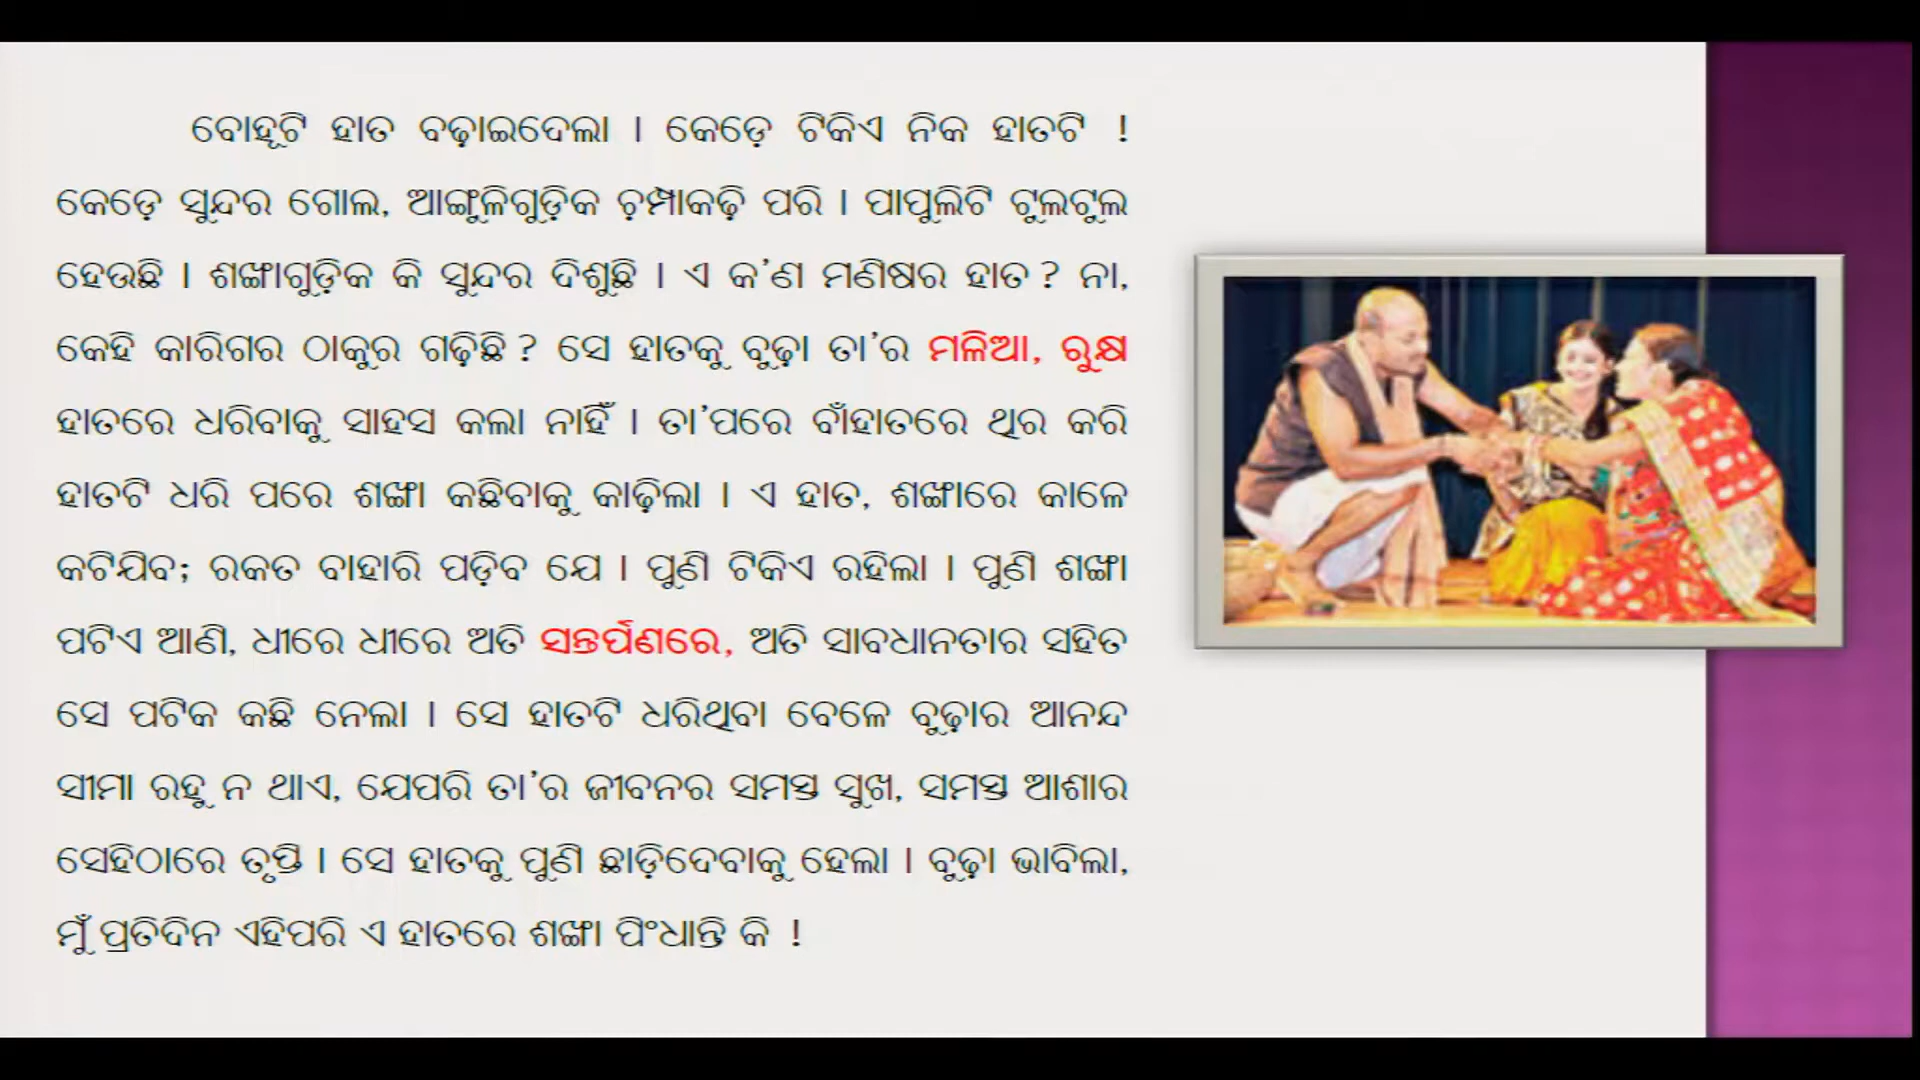 ବୋହୂଟି ହାତ ବଢ଼ାଇଦେଲା । କେଡ଼େ ଟିକିଏ ନିକ ହାତଟି !
କେଡ଼େ ସୁନ୍ଦର ଗୋଲ, ଆଙ୍ଗୁଳିଗୁଡ଼ିକ ଚମ୍ପାକଢ଼ି ପରି । ପାପୁଲିଟି ଟୁଲଟୁଲ
ହେଉଛି । ଶଙ୍ଖାଗୁଡ଼ିକ କି ସୁନ୍ଦର ଦିଶୁଛି । ଏ କ’ଣ ମଣିଷର ହାତ ? ନା,
କେହି କାରିଗର ଠାକୁର ଗଢ଼ିଛି ? ସେ ହାତକୁ ବୁଢ଼ା ତା’ର ମଳିଆ, ରୁକ୍ଷ
ହାତରେ ଧରିବାକୁ ସାହସ କଲା ନାହିଁ । ତା’ପରେ ବାଁହାତରେ ଥିର କରି
ହାତଟି ଧରି ପରେ ଶଙ୍ଖା କଛିବାକୁ କାଢ଼ିଲା । ଏ ହାତ, ଶଙ୍ଖାରେ କାଳେ
କଟିଯିବ; ରକତ ବାହାରି ପଡ଼ିବ ଯେ । ପୁଣି ଟିକିଏ ରହିଲା । ପୁଣି ଶଙ୍ଖା
ପଟିଏ ଆଣି, ଧୀରେ ଧୀରେ ଅତି ସନ୍ତର୍ପଣରେ, ଅତି ସାବଧାନତାର ସହିତ
ସେ ପଟିକ କଛି ନେଲା । ସେ ହାତଟି ଧରିଥିବା ବେଳେ ବୁଢ଼ାର ଆନନ୍ଦ
ସୀମା ରହୁ ନ ଥାଏ, ଯେପରି ତା’ର ଜୀବନର ସମସ୍ତ ସୁଖ, ସମସ୍ତ ଆଶାର
ସେହିଠାରେ ତୃପ୍ତି । ସେ ହାତକୁ ପୁଣି ଛାଡ଼ିଦେବାକୁ ହେଲା । ବୁଢ଼ା ଭାବିଲା,
ମୁଁ ପ୍ରତିଦିନ ଏହିପରି ଏ ହାତରେ ଶଙ୍ଖା ପିଂଧାନ୍ତି କି !